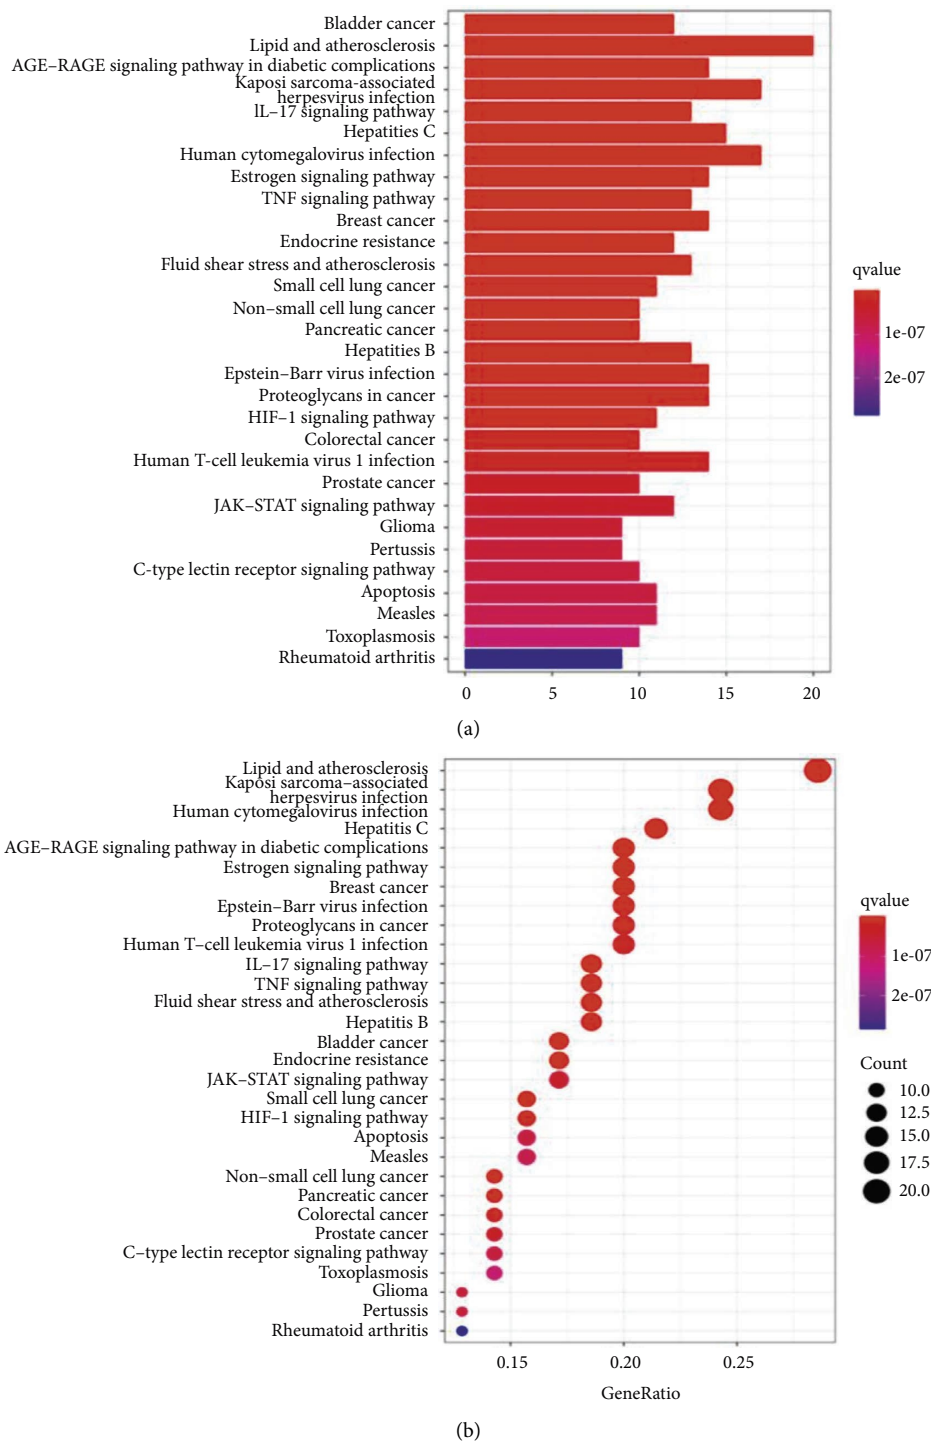 Bladder cancer
Lipid and atherosclerosis
AGE–RAGE signaling pathway in diabetic complications
Kaposi sarcoma-associated
herpesvirus infection
IL–17 signaling pathway
Hepatities C
Human cytomegalovirus infection
Estrogen signaling pathway
TNF signaling pathway
Breast cancer
Endocrine resistance
Fluid shear stress and atherosclerosis
Small cell lung cancer
Non–small cell lung cancer
Pancreatic cancer
Hepatities B
Epstein–Barr virus infection
Proteoglycans in cancer
HIF–1 signaling pathway
Colorectal cancer
Human T-cell leukemia virus 1 infection
Prostate cancer
JAK–STAT signaling pathway
Glioma
Pertussis
C-type lectin receptor signaling pathway
Apoptosis
Measles
Toxoplasmosis
Rheumatoid arthritis
0 5 10 15 20
qvalue
1e-07
2e-07
(a)
Lipid and atherosclerosis
Kaposi sarcoma–associated
herpesvirus infection
Human cytomegalovirus infection
Hepatitis C
AGE–RAGE signaling pathway in diabetic complications
Estrogen signaling pathway
Breast cancer
Epstein–Barr virus infection
Proteoglycans in cancer
Human T–cell leukemia virus 1 infection
IL–17 signaling pathway
TNF signaling pathway
Fluid shear stress and atherosclerosis
Hepatitis B
Bladder cancer
Endocrine resistance
JAK–STAT signaling pathway
Small cell lung cancer
HIF–1 signaling pathway
Apoptosis
Measles
Non–small cell lung cancer
Pancreatic cancer
Colorectal cancer
Prostate cancer
C–type lectin receptor signaling pathway
Toxoplasmosis
Glioma
Pertussis
Rheumatoid arthritis
0.15 0.20 0.25
GeneRatio
qvalue
1e-07
2e-07
Count
10.0
12.5
15.0
17.5
20.0
(b)